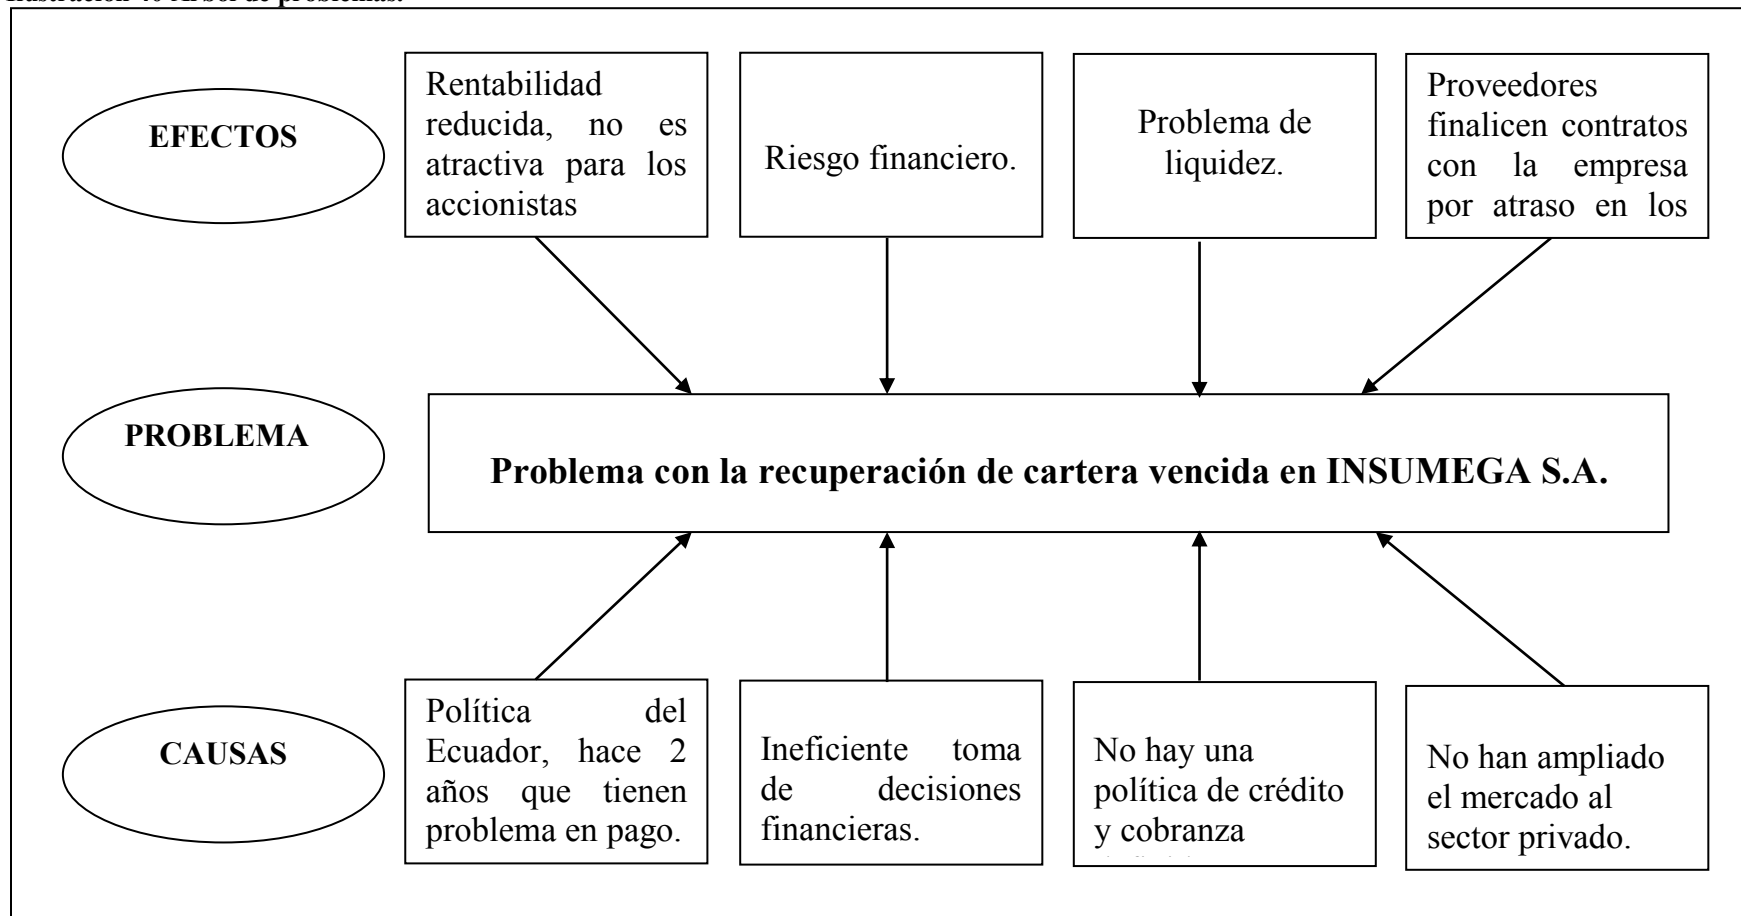 EFECTOS
Rentabilidad
reducida, no es
atractiva para los
accionistas
Riesgo financiero.
Problema de
liquidez.
Proveedores
finalicen contratos
con la empresa
por atraso en los
PROBLEMA
Problema con la recuperación de cartera vencida en INSUMEGA S.A.
CAUSAS
Política del
Ecuador, hace 2
años que tienen
problema en pago.
Ineficiente toma
de decisiones
financieras.
No hay una
política de crédito
y cobranza
No han ampliado
el mercado al
sector privado.